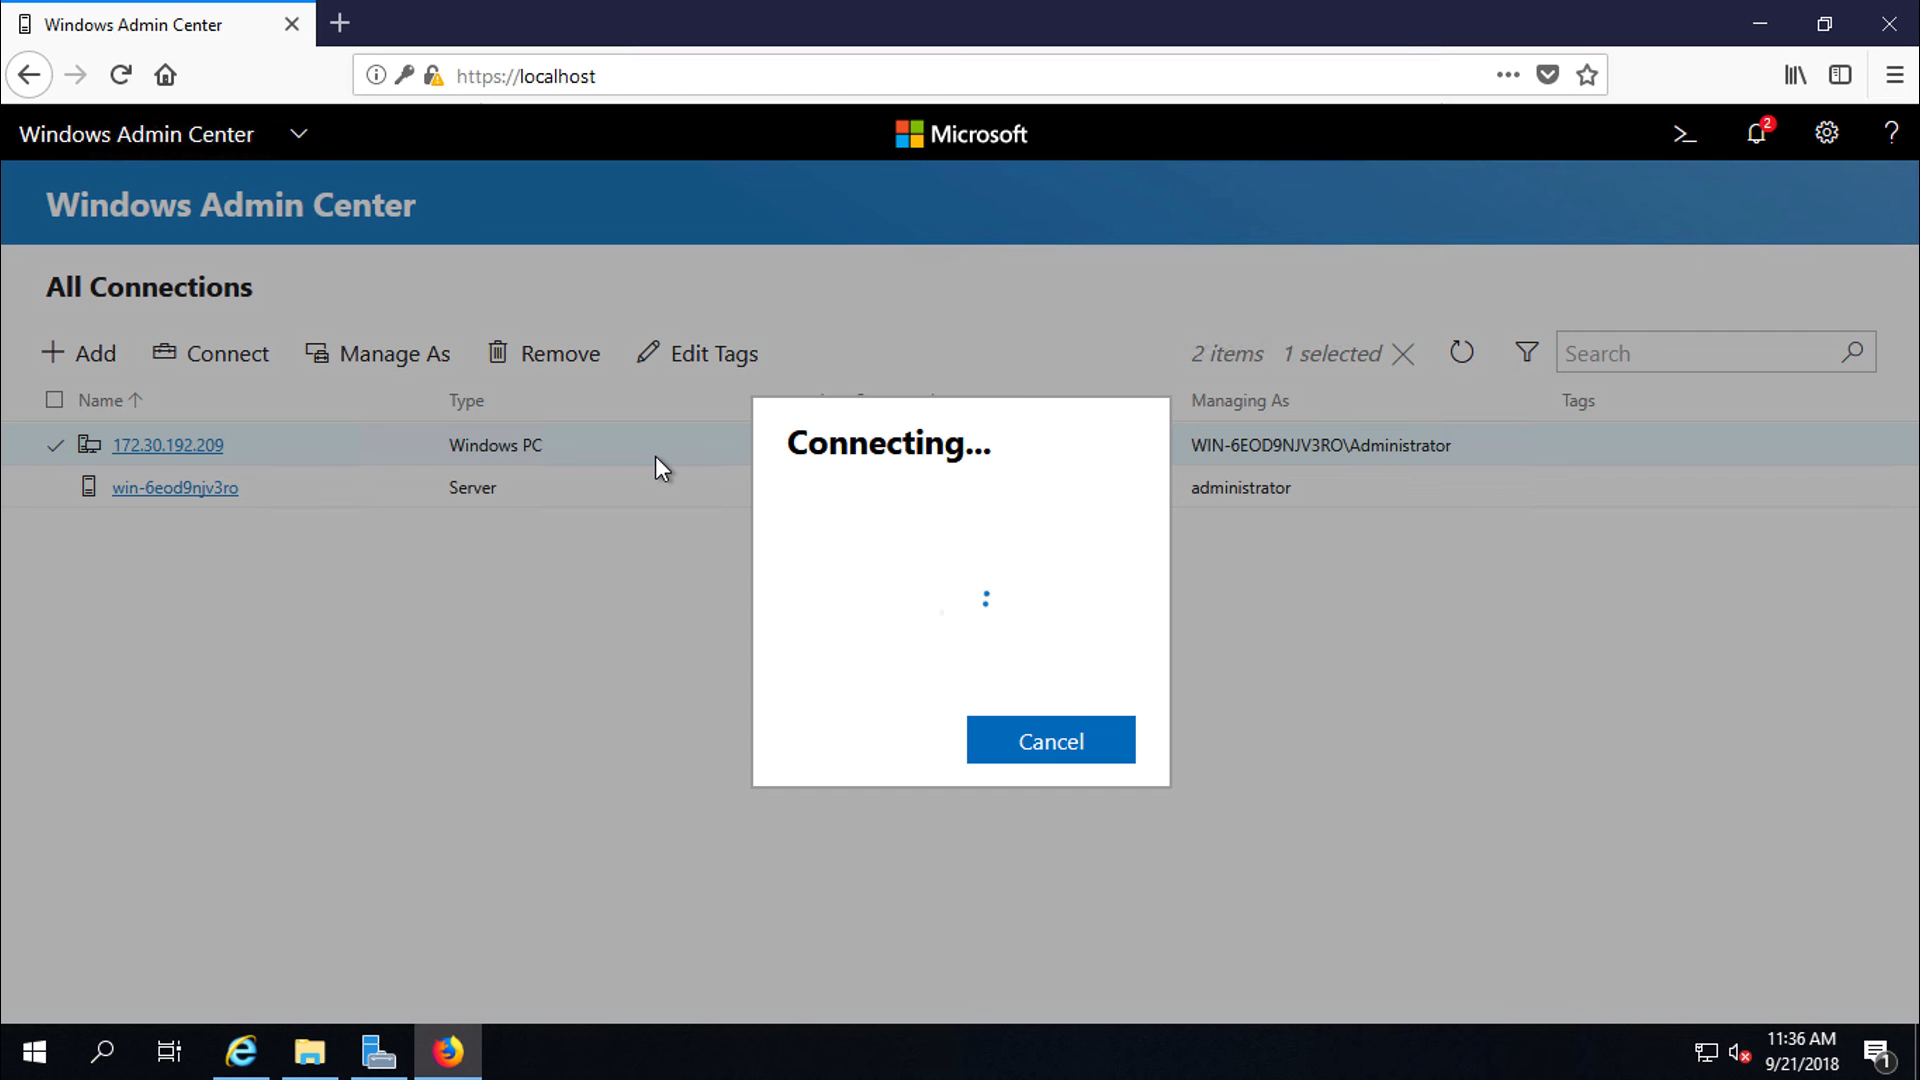 Windows Admin Center
https://localhost
Windows Admin Center
Microsoft
2
Windows Admin Center
All Connections
Add Connect Manage As Remove Edit Tags 2 items 1 selected Search
Name Type Managing As Tags
172.30.192.209 Windows PC WIN-6EOD9NJV3RO\Administrator
win-6eod9njv3ro Server administrator
Connecting...
Cancel
11:36 AM
9/21/2018
1